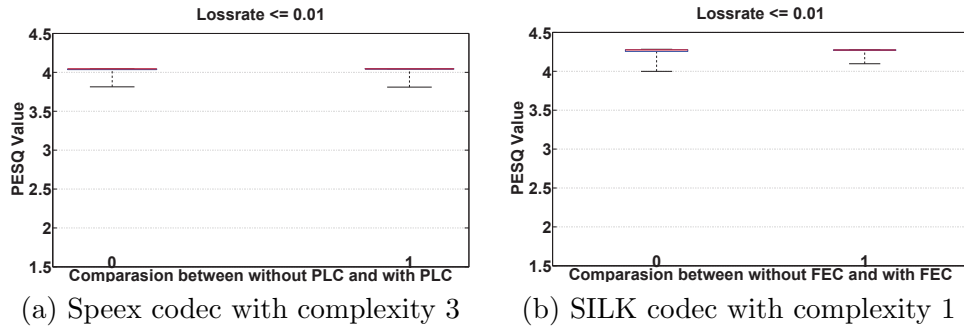 Lossrate <= 0.01
4.5
4
3.5
3
2.5
2
1.5
PESQ Value
0 1
Comparasion between without PLC and with PLC
(a) Speex codec with complexity 3
Lossrate <= 0.01
4.5
4
3.5
3
2.5
2
1.5
PESQ Value
0 1
Comparasion between without FEC and with FEC
(b) SILK codec with complexity 1